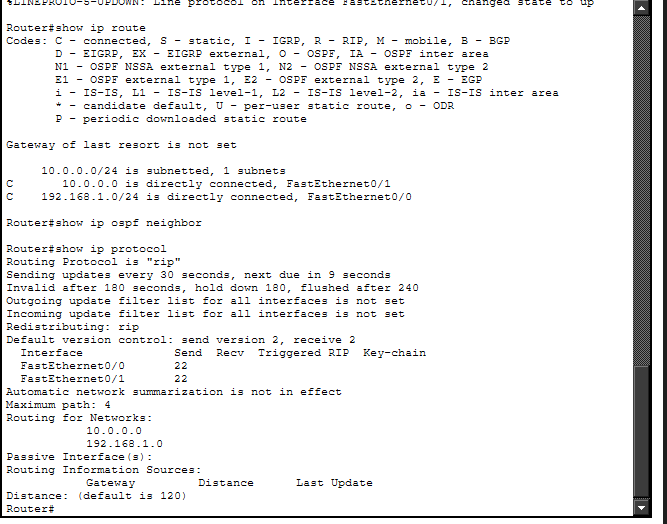 %LINEPROTO-5-UPDOWN: Line protocol on Interface FastEthernet0/1, changed state to up
Router#show ip route
Codes: C - connected, S - static, I - IGRP, R - RIP, M - mobile, B - BGP
       D - EIGRP, EX - EIGRP external, O - OSPF, IA - OSPF inter area
       N1 - OSPF NSSA external type 1, N2 - OSPF NSSA external type 2
       E1 - OSPF external type 1, E2 - OSPF external type 2, E - EGP
       i - IS-IS, L1 - IS-IS level-1, L2 - IS-IS level-2, ia - IS-IS inter area
       * - candidate default, U - per-user static route, o - ODR
       P - periodic downloaded static route
Gateway of last resort is not set
     10.0.0.0/24 is subnetted, 1 subnets
C       10.0.0.0 is directly connected, FastEthernet0/1
C    192.168.1.0/24 is directly connected, FastEthernet0/0
Router#show ip ospf neighbor
Router#show ip protocol
Routing Protocol is "rip"
Sending updates every 30 seconds, next due in 9 seconds
Invalid after 180 seconds, hold down 180, flushed after 240
Outgoing update filter list for all interfaces is not set
Incoming update filter list for all interfaces is not set
Redistributing: rip
Default version control: send version 2, receive 2
  Interface             Send  Recv  Triggered RIP  Key-chain
  FastEthernet0/0       22
  FastEthernet0/1       22
Automatic network summarization is not in effect
Maximum path: 4
Routing for Networks:
            10.0.0.0
            192.168.1.0
Passive Interface(s):
Routing Information Sources:
            Gateway         Distance      Last Update
Distance: (default is 120)
Router#